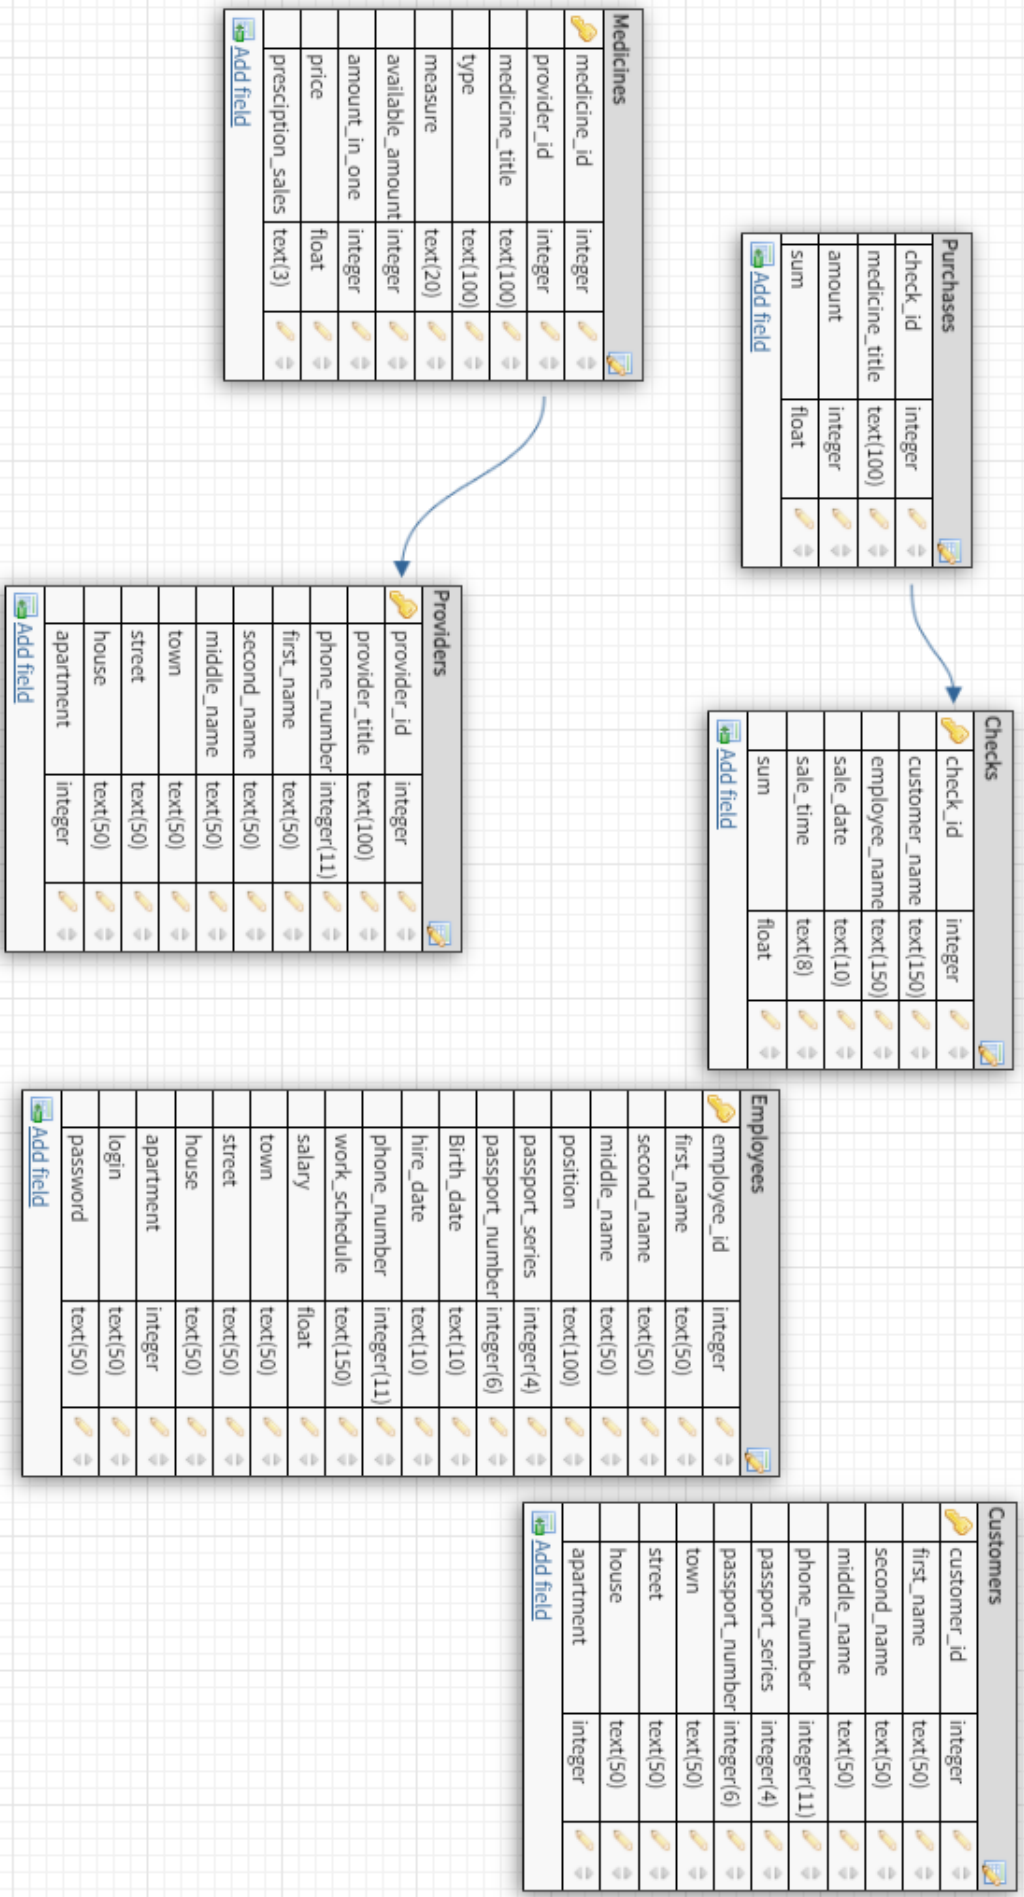 Medicines
medicine_id integer
provider_id integer
medicine_title text(100)
type text(100)
measure text(20)
available_amount integer
amount_in_one integer
price float
presciption_sales text(3)
Add field
Purchases
check_id integer
medicine_title text(100)
amount integer
sum float
Add field
Providers
provider_id integer
provider_title text(100)
phone_number integer(11)
first_name text(50)
second_name text(50)
middle_name text(50)
town text(50)
street text(50)
house text(50)
apartment integer
Add field
Checks
check_id integer
customer_name text(150)
employee_name text(150)
sale_date text(10)
sale_time text(8)
sum float
Add field
Employees
employee_id integer
first_name text(50)
second_name text(50)
middle_name text(50)
position text(100)
passport_series integer(4)
passport_number integer(6)
Birth_date text(10)
hire_date text(10)
phone_number integer(11)
work_schedule text(150)
salary float
town text(50)
street text(50)
house text(50)
apartment integer
login text(50)
password text(50)
Add field
Customers
customer_id integer
first_name text(50)
second_name text(50)
middle_name text(50)
phone_number integer(11)
passport_series integer(4)
passport_number integer(6)
town text(50)
street text(50)
house text(50)
apartment integer
Add field